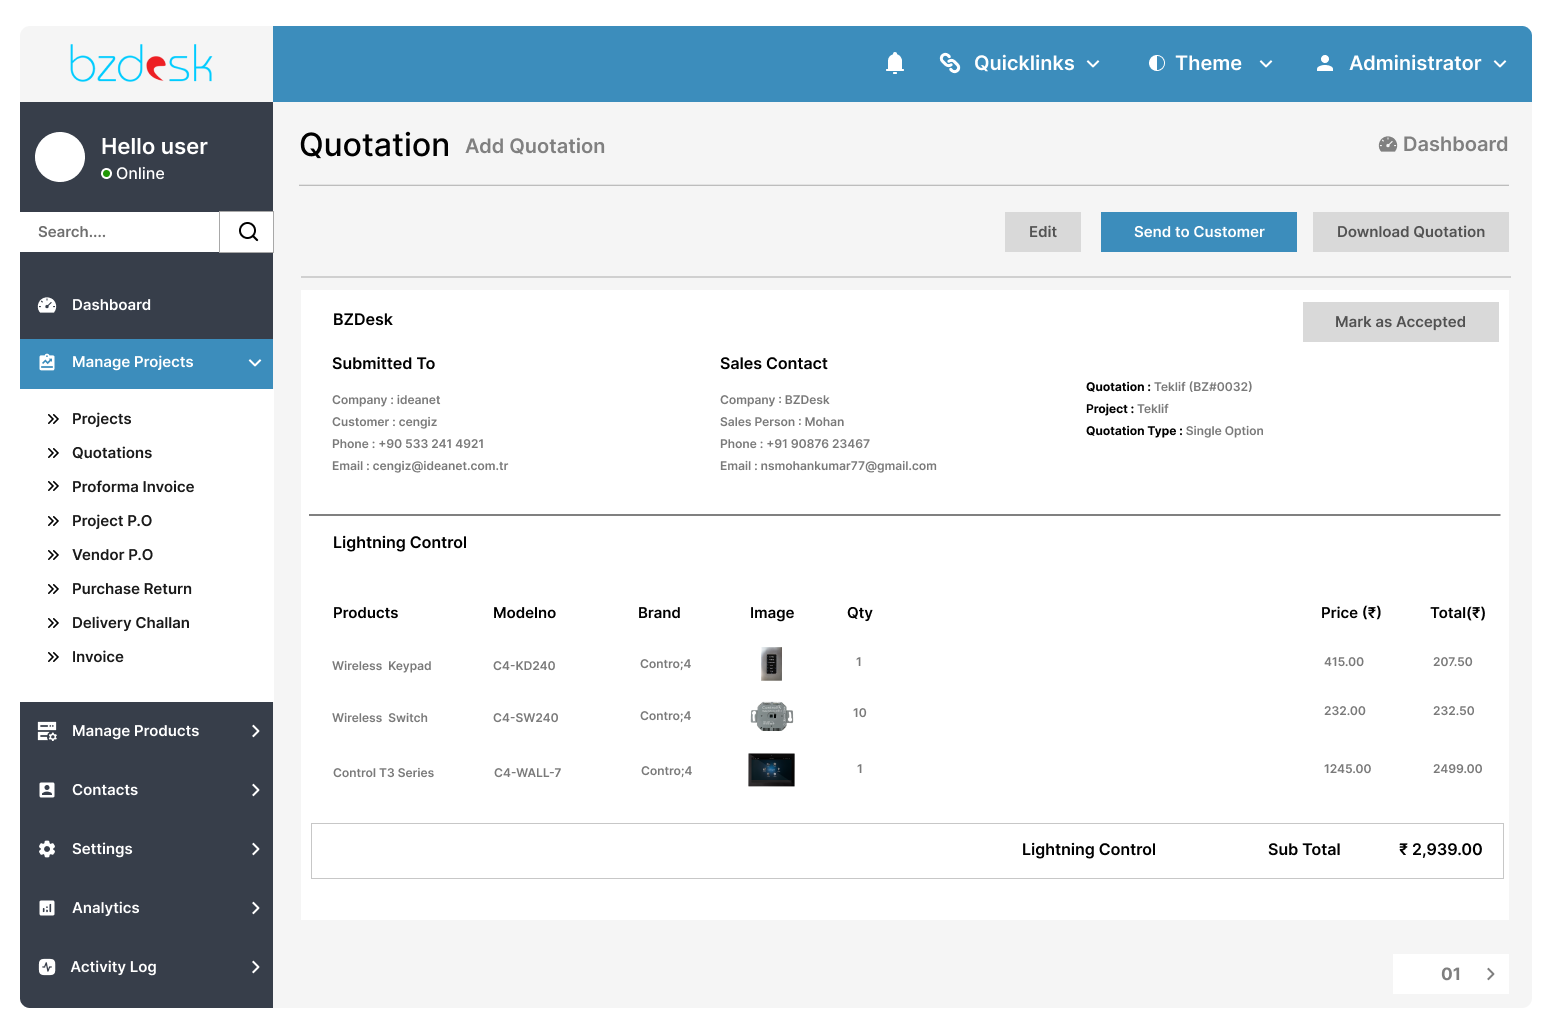 bzdesk
Quicklinks
Theme
Administrator
Hello user
Online
Search....
Dashboard
Manage Projects
Projects
Quotations
Proforma Invoice
Project P.O
Vendor P.O
Purchase Return
Delivery Challan
Invoice
Manage Products
Contacts
Settings
Analytics
Activity Log
Quotation Add Quotation
Dashboard
Edit
Send to Customer
Download Quotation
BZDesk
Mark as Accepted
Submitted To
Company : ideanet
Customer : cengiz
Phone : +90 533 241 4921
Email : cengiz@ideanet.com.tr
Sales Contact
Company : BZDesk
Sales Person : Mohan
Phone : +91 90876 23467
Email : nsmohankumar77@gmail.com
Quotation : Teklif (BZ#0032)
Project : Teklif
Quotation Type : Single Option
Lightning Control
Products Modelno Brand Image Qty Price (₹) Total(₹)
Wireless Keypad C4-KD240 Contro;4 1 415.00 207.50
Wireless Switch C4-SW240 Contro;4 10 232.00 232.50
Control T3 Series C4-WALL-7 Contro;4 1 1245.00 2499.00
Lightning Control Sub Total ₹ 2,939.00
01